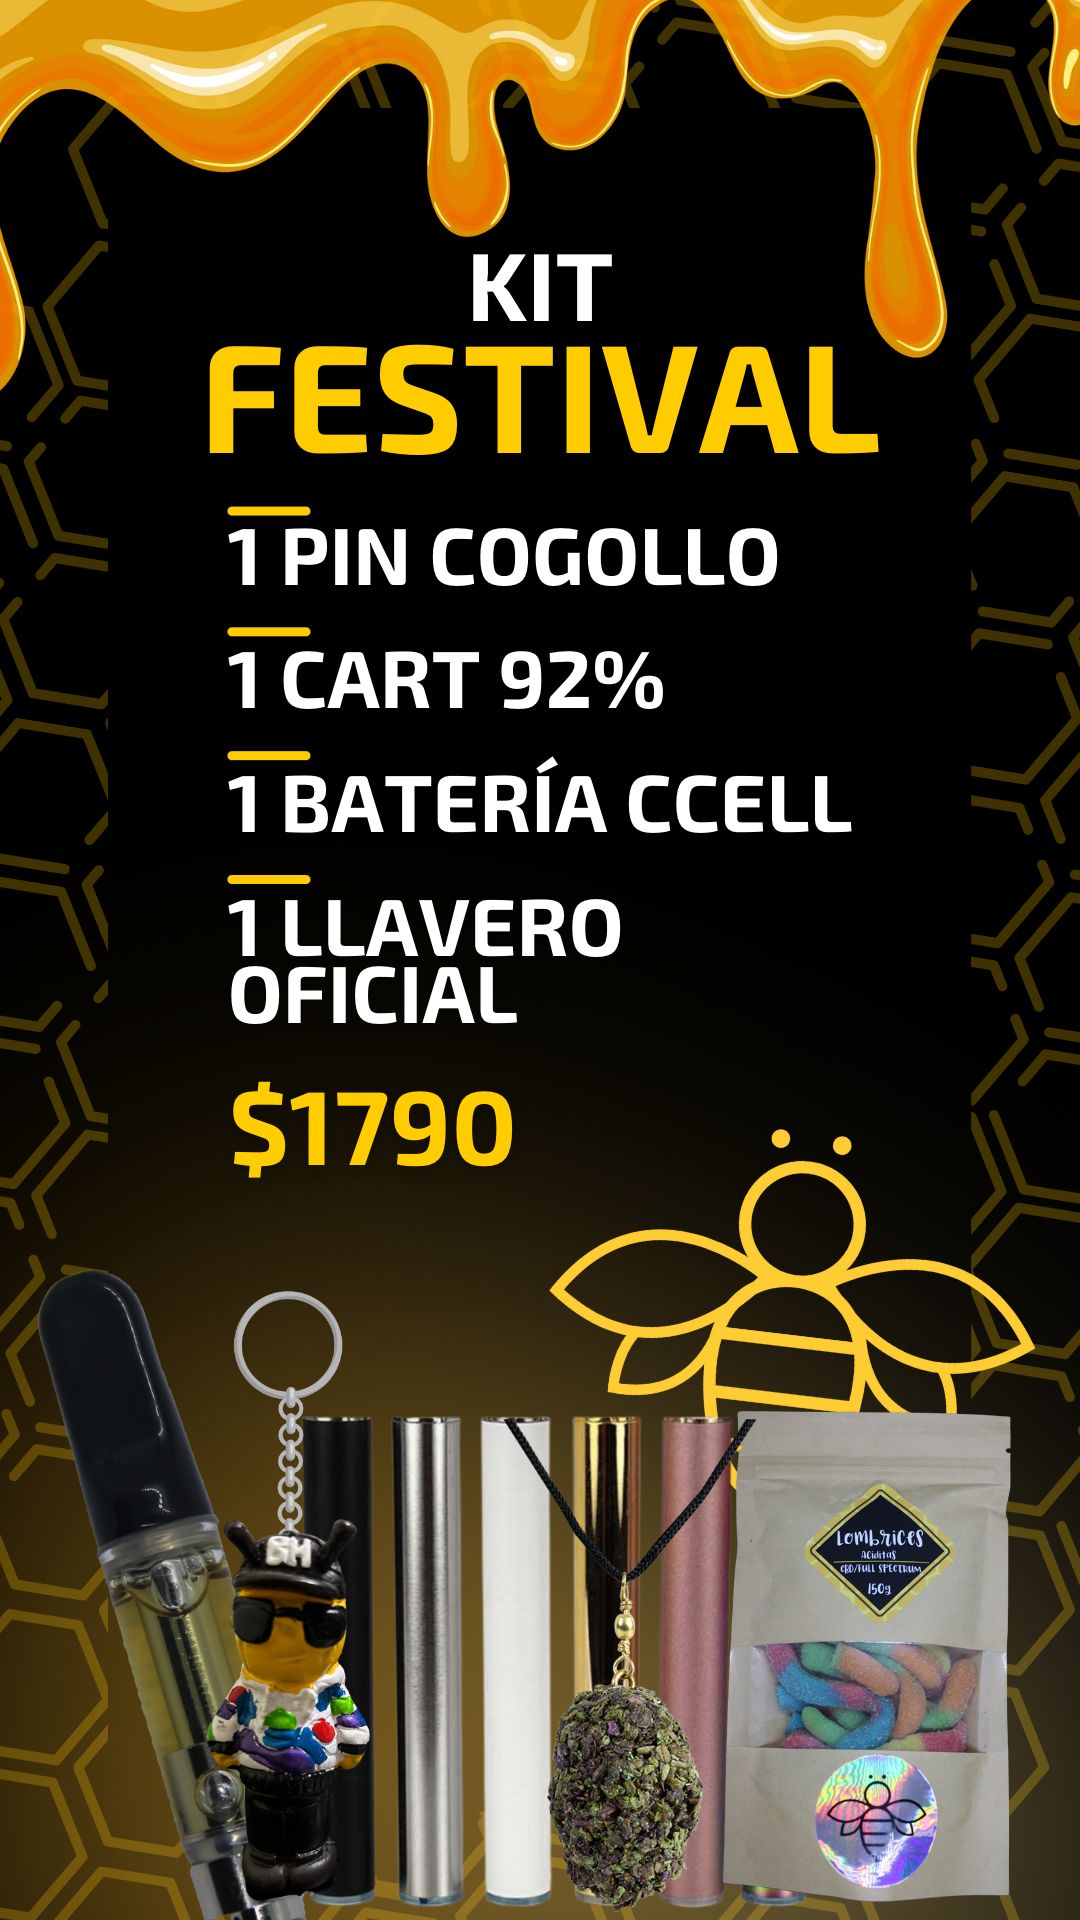 KIT
FESTIVAL
1 PIN COGOLLO
1 CART 92%
1 BATERÍA CCELL
1 LLAVERO
OFICIAL
$1790
BH
Lombrices
Aciditas
CBD/FULL SPECTRUM
150g